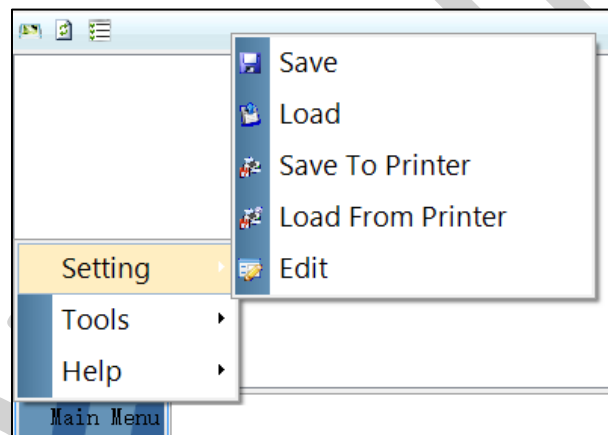 Save
Load
Save To Printer
Load From Printer
Setting
Edit
Tools
Help
Main Menu